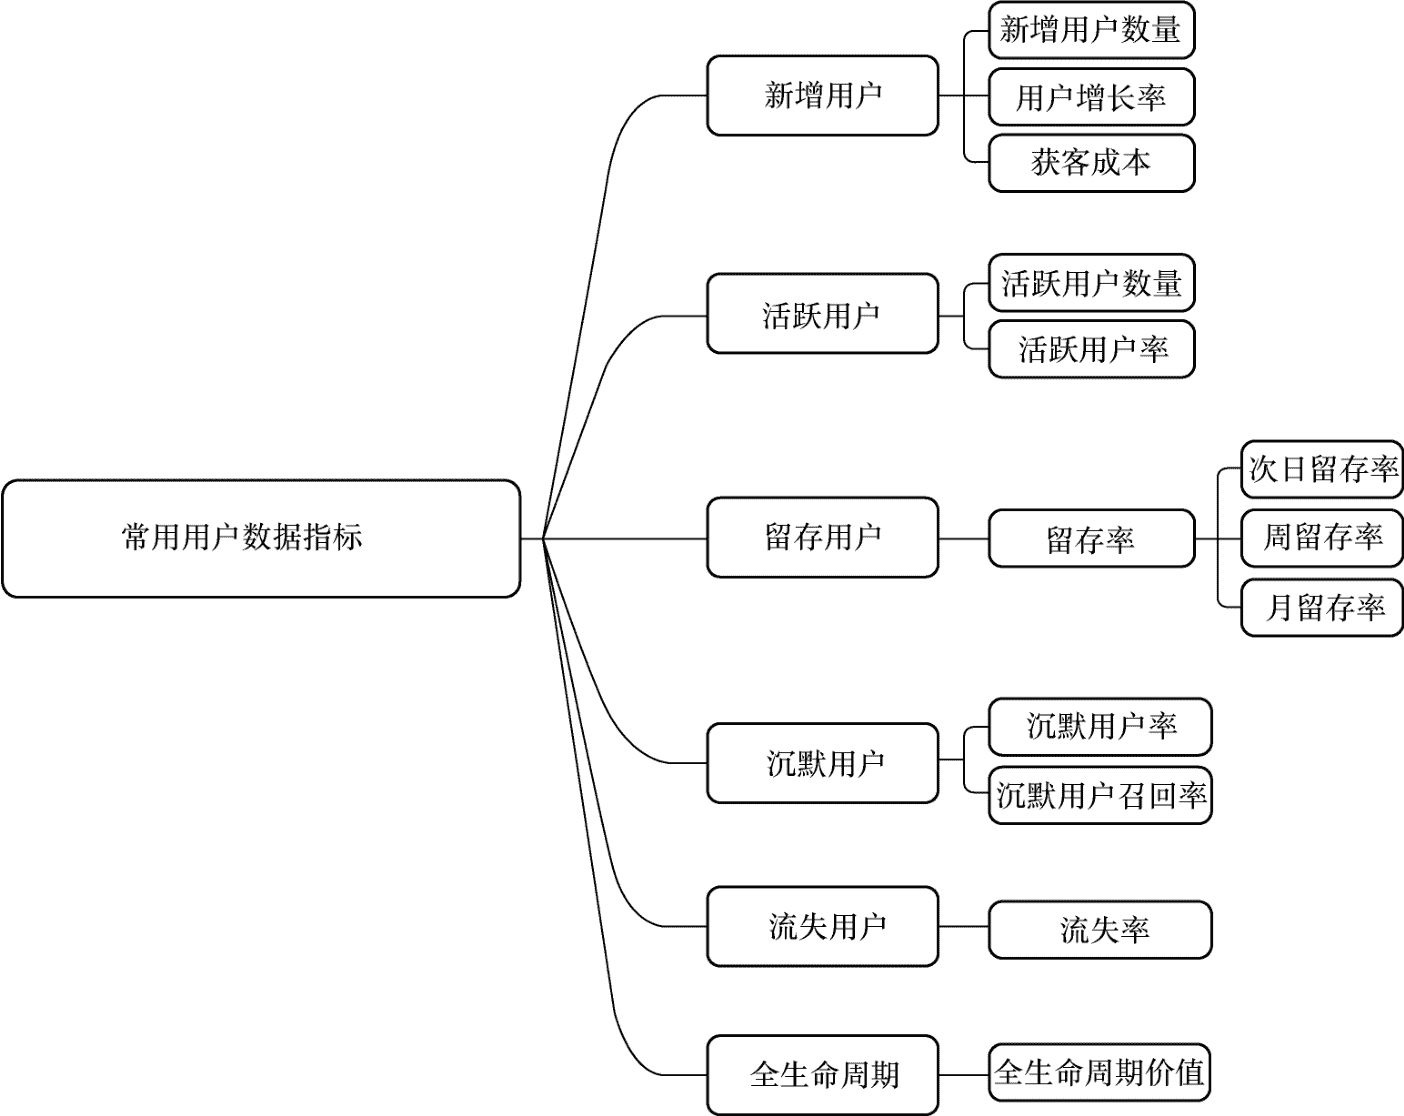 常用用户数据指标
新增用户
新增用户数量
用户增长率
获客成本
活跃用户
活跃用户数量
活跃用户率
留存用户
留存率
次日留存率
周留存率
月留存率
沉默用户
沉默用户率
沉默用户召回率
流失用户
流失率
全生命周期
全生命周期价值